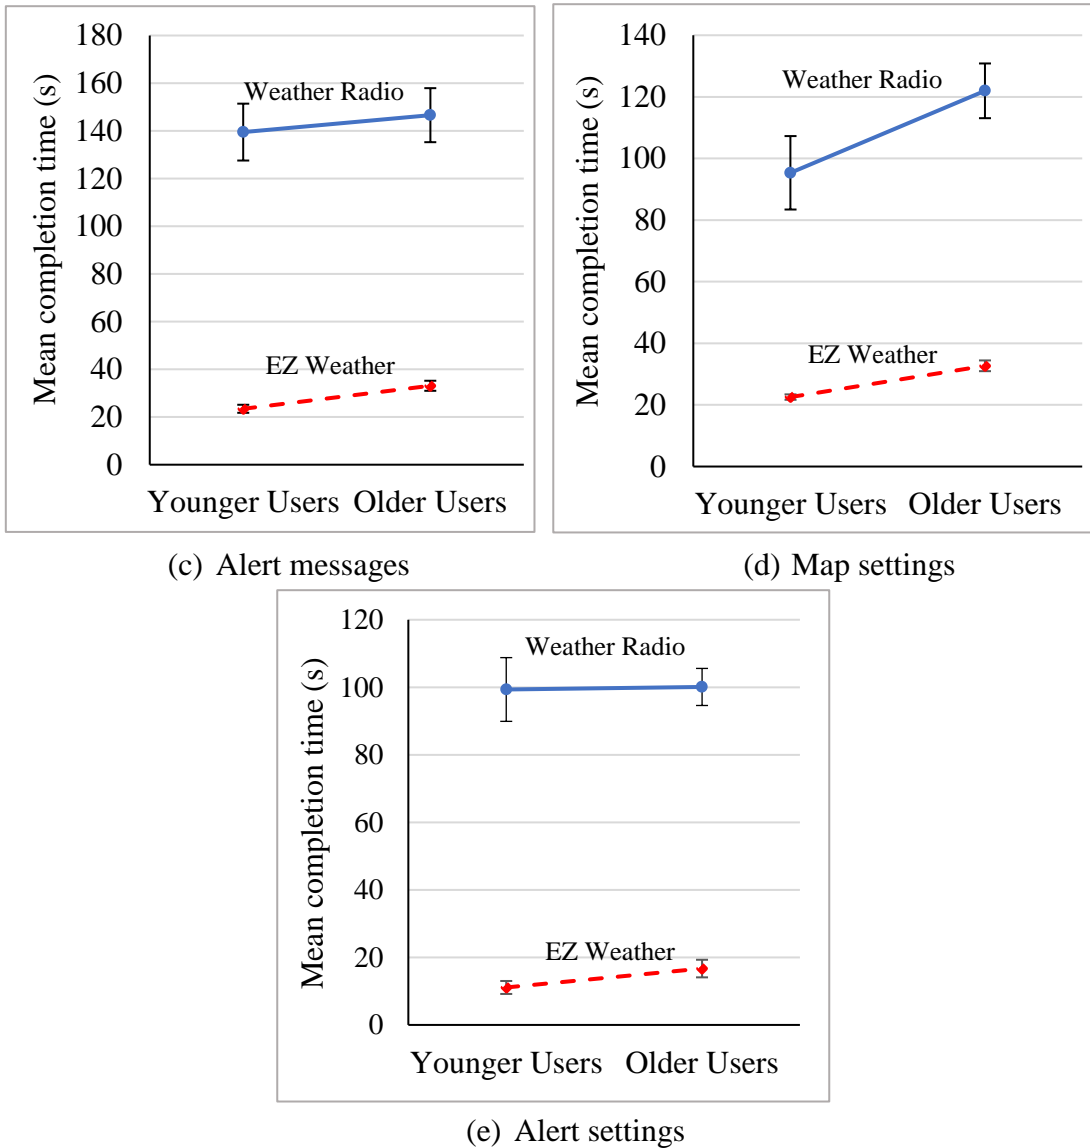 Mean completion time (s)
180
160
140
120
100
80
60
40
20
0
Weather Radio
EZ Weather
Younger Users Older Users
(c) Alert messages
Mean completion time (s)
140
120
100
80
60
40
20
0
Weather Radio
EZ Weather
Younger Users Older Users
(d) Map settings
Mean completion time (s)
120
100
80
60
40
20
0
Weather Radio
EZ Weather
Younger Users Older Users
(e) Alert settings